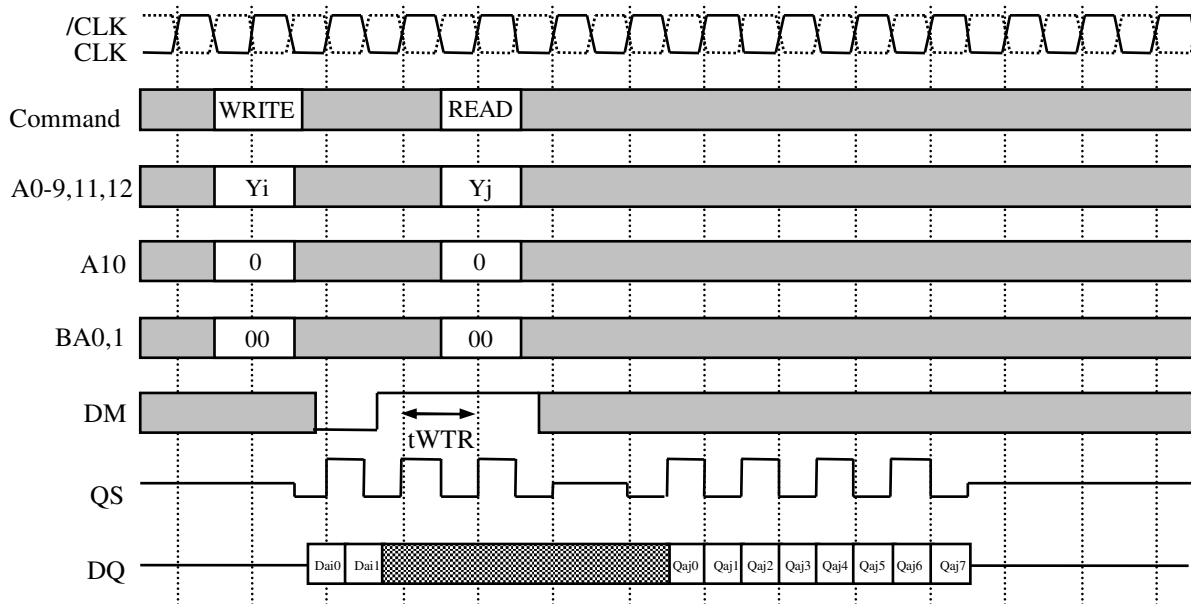 /CLK
CLK
Command WRITE READ
A0-9,11,12 Yi Yj
A10 0 0
BA0,1 00 00
DM
tWTR
QS
DQ Dai0 Dai1 Qaj0 Qaj1 Qaj2 Qaj3 Qaj4 Qaj5 Qaj6 Qaj7